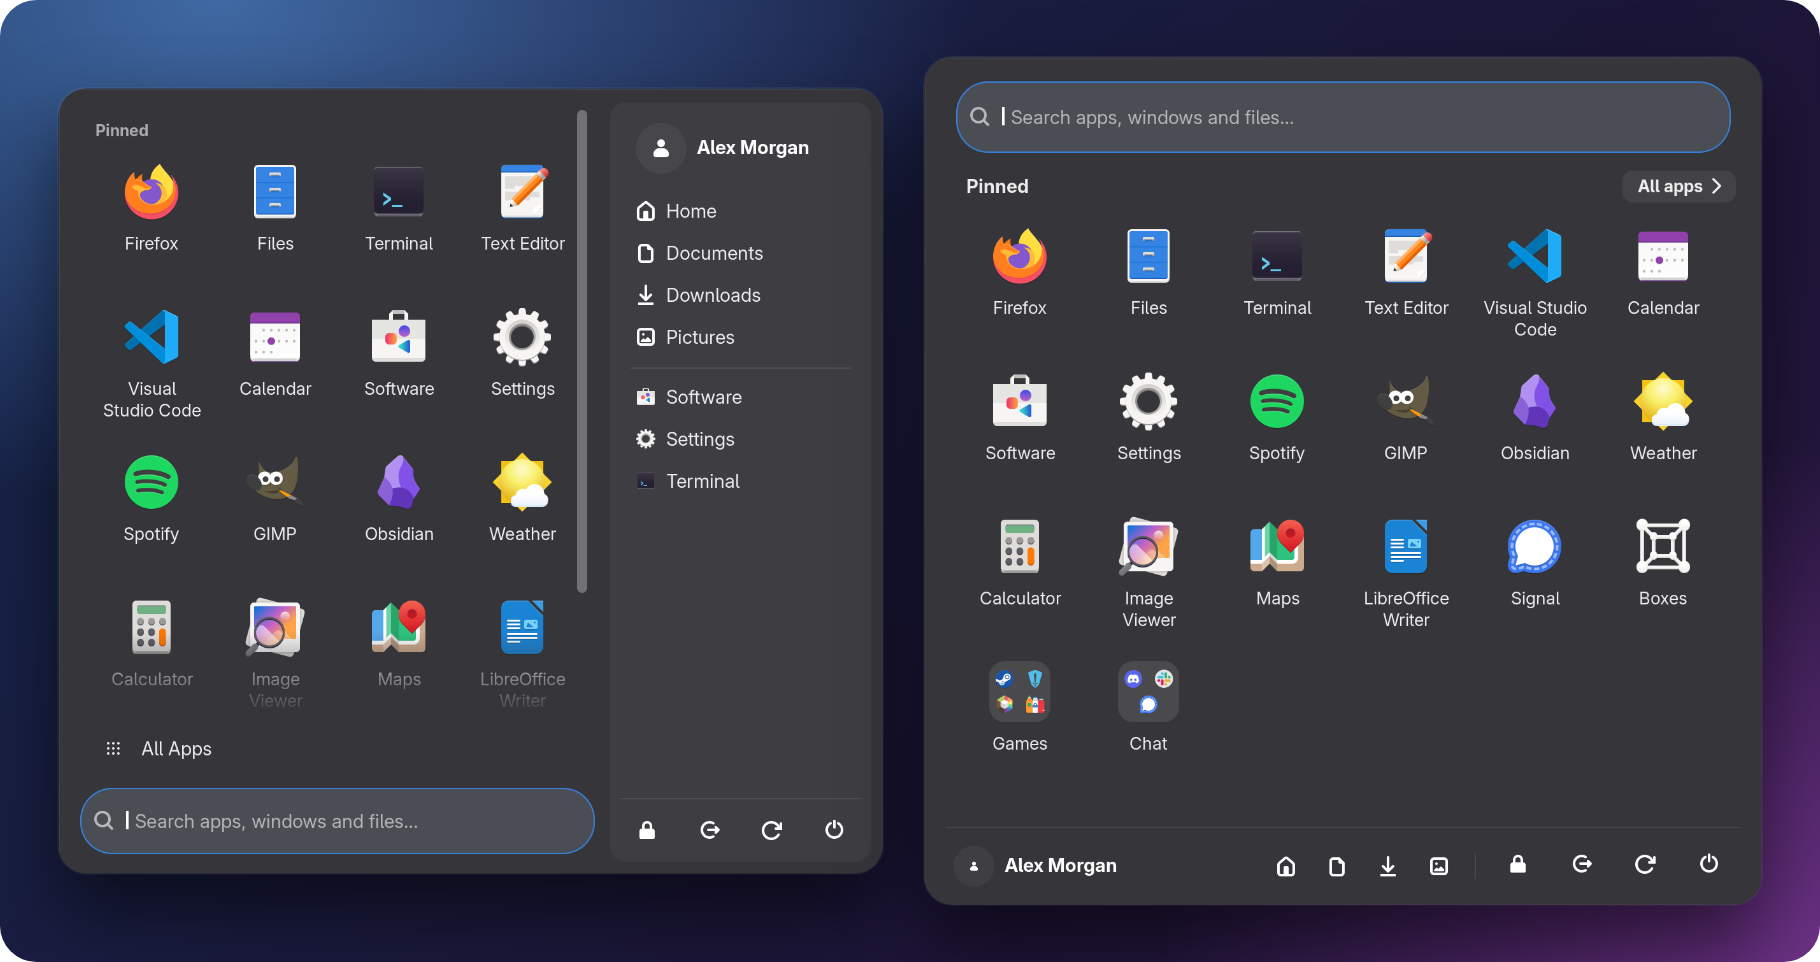 Pinned
Firefox
Files
Terminal
Text Editor
Visual
Studio Code
Calendar
Software
Settings
Spotify
GIMP
Obsidian
Weather
Calculator
Image
Viewer
Maps
LibreOffice
Writer
All Apps
Search apps, windows and files...
Alex Morgan
Home
Documents
Downloads
Pictures
Software
Settings
Terminal
Search apps, windows and files...
Pinned
All apps
Firefox
Files
Terminal
Text Editor
Visual Studio
Code
Calendar
Software
Settings
Spotify
GIMP
Obsidian
Weather
Calculator
Image
Viewer
Maps
LibreOffice
Writer
Signal
Boxes
Games
Chat
Alex Morgan